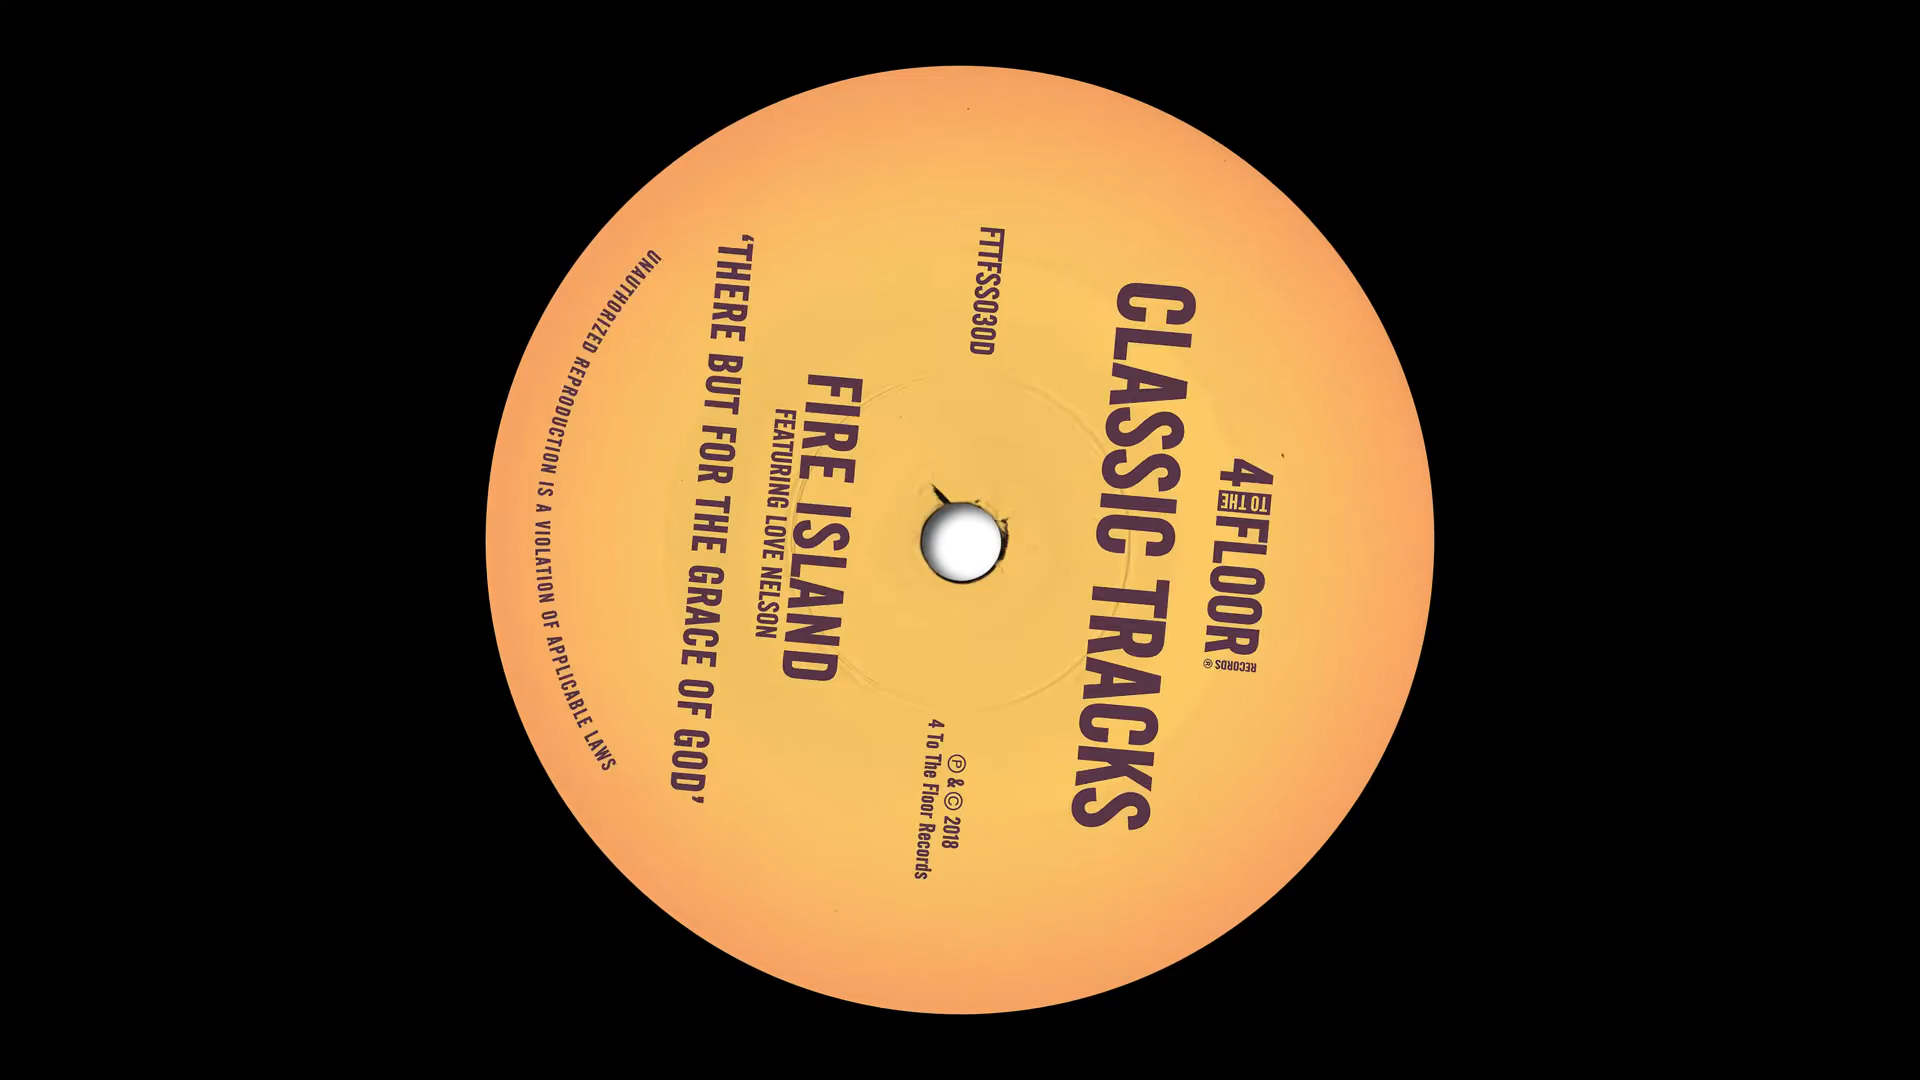 4 TO THE FLOOR
RECORDS ®
CLASSIC TRACKS
FTFSS030D
Ⓟ & © 2018
4 To The Floor Records
FIRE ISLAND
FEATURING LOVE NELSON
‘THERE BUT FOR THE GRACE OF GOD’
UNAUTHORIZED REPRODUCTION IS A VIOLATION OF APPLICABLE LAWS